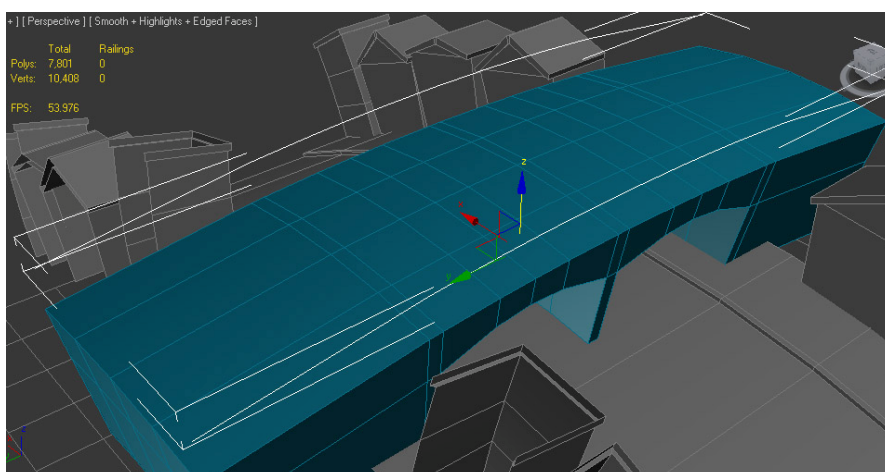 + ] [ Perspective ] [ Smooth + Highlights + Edged Faces ]
Total Railings
Polys: 7,801 0
Verts: 10,408 0
FPS: 53.976
z
x
y
z